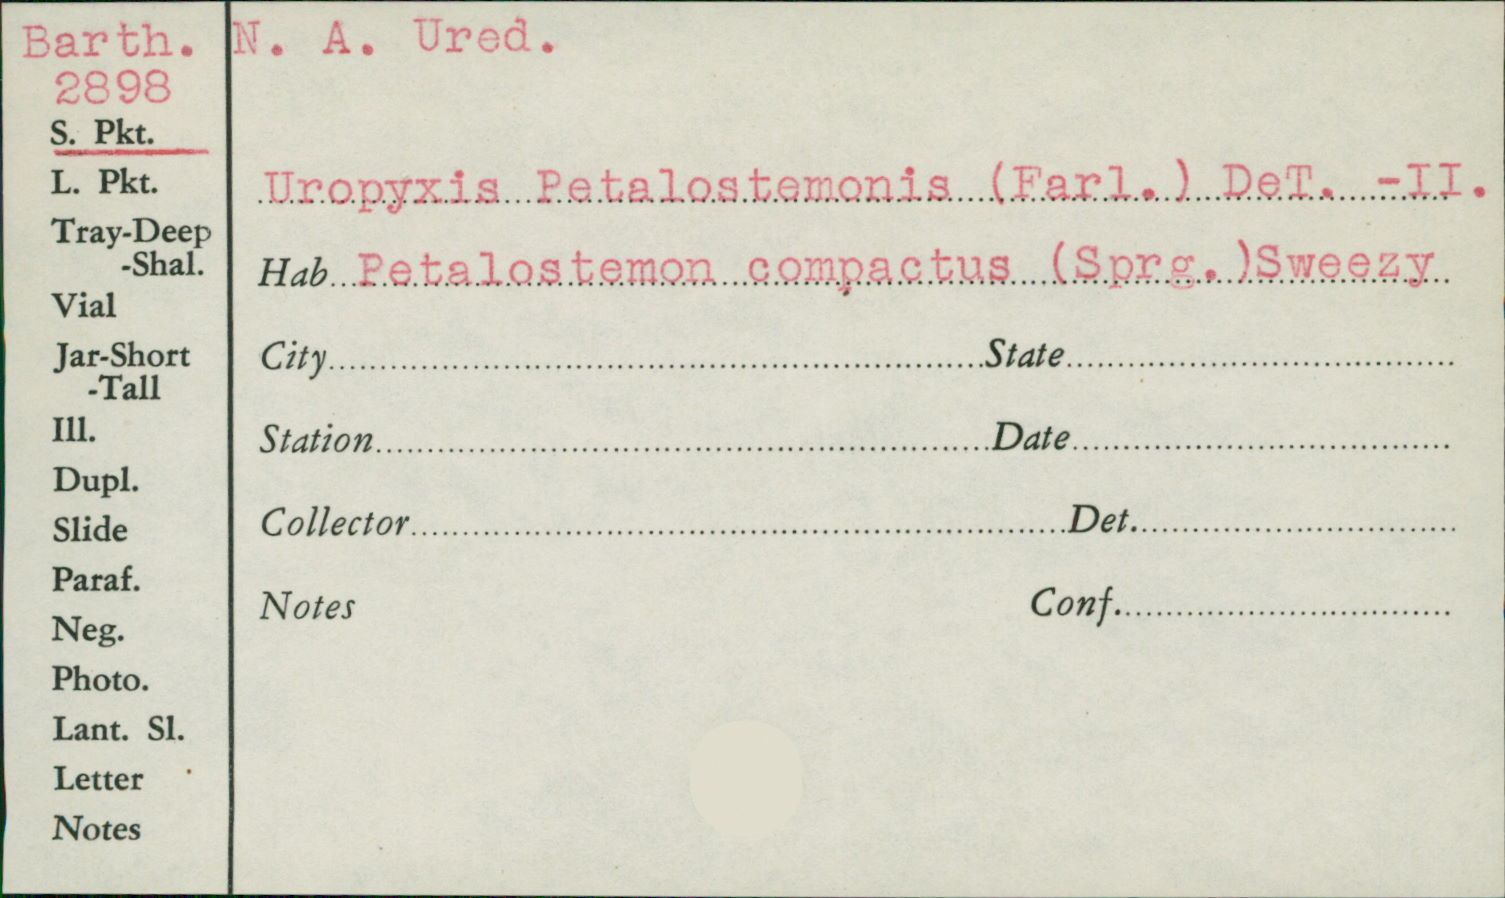 Barth.
2898
N. A. Ured.
S. Pkt.
L. Pkt.
Tray-Deep
-Shal.
Vial
Jar-Short
-Tall
Ill.
Dupl.
Slide
Paraf.
Neg.
Photo.
Lant. Sl.
Letter
Notes
Uropyxis Petalostemonis (Farl.) DeT. -II.
Hab. Petalostemon compactus (Sprg.)Sweezy
City State
Station Date
Collector Det.
Notes Conf.